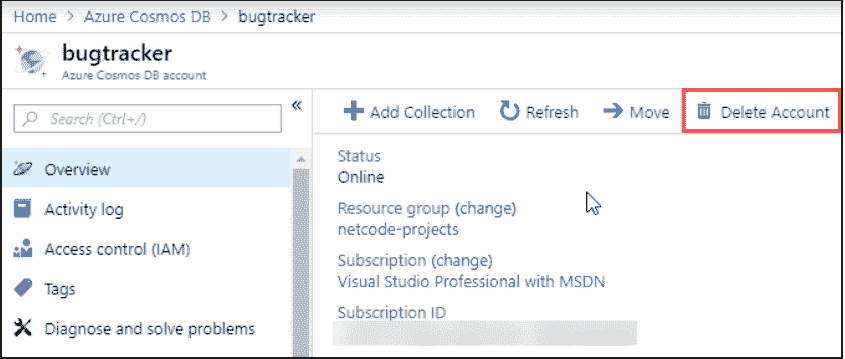 Home > Azure Cosmos DB > bugtracker
bugtracker
Azure Cosmos DB account
Search (Ctrl+/)
«
Add Collection Refresh Move Delete Account
Overview
Activity log
Access control (IAM)
Tags
Diagnose and solve problems
Status
Online
Resource group (change)
netcode-projects
Subscription (change)
Visual Studio Professional with MSDN
Subscription ID